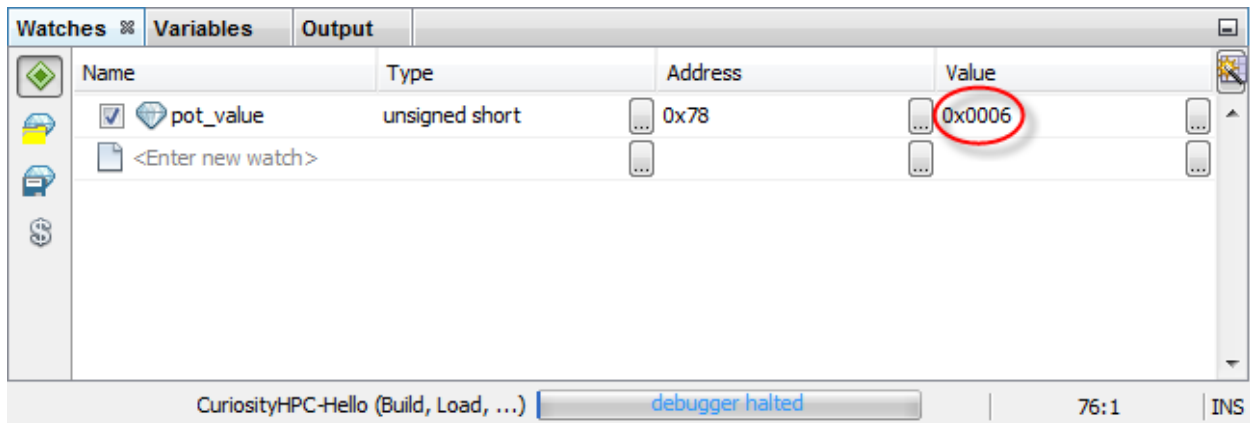 Watches Variables Output
Name Type Address Value
pot_value unsigned short ... 0x78 ... 0x0006 ...
<Enter new watch> ... ... ...
CuriosityHPC-Hello (Build, Load, ...) debugger halted 76:1 INS